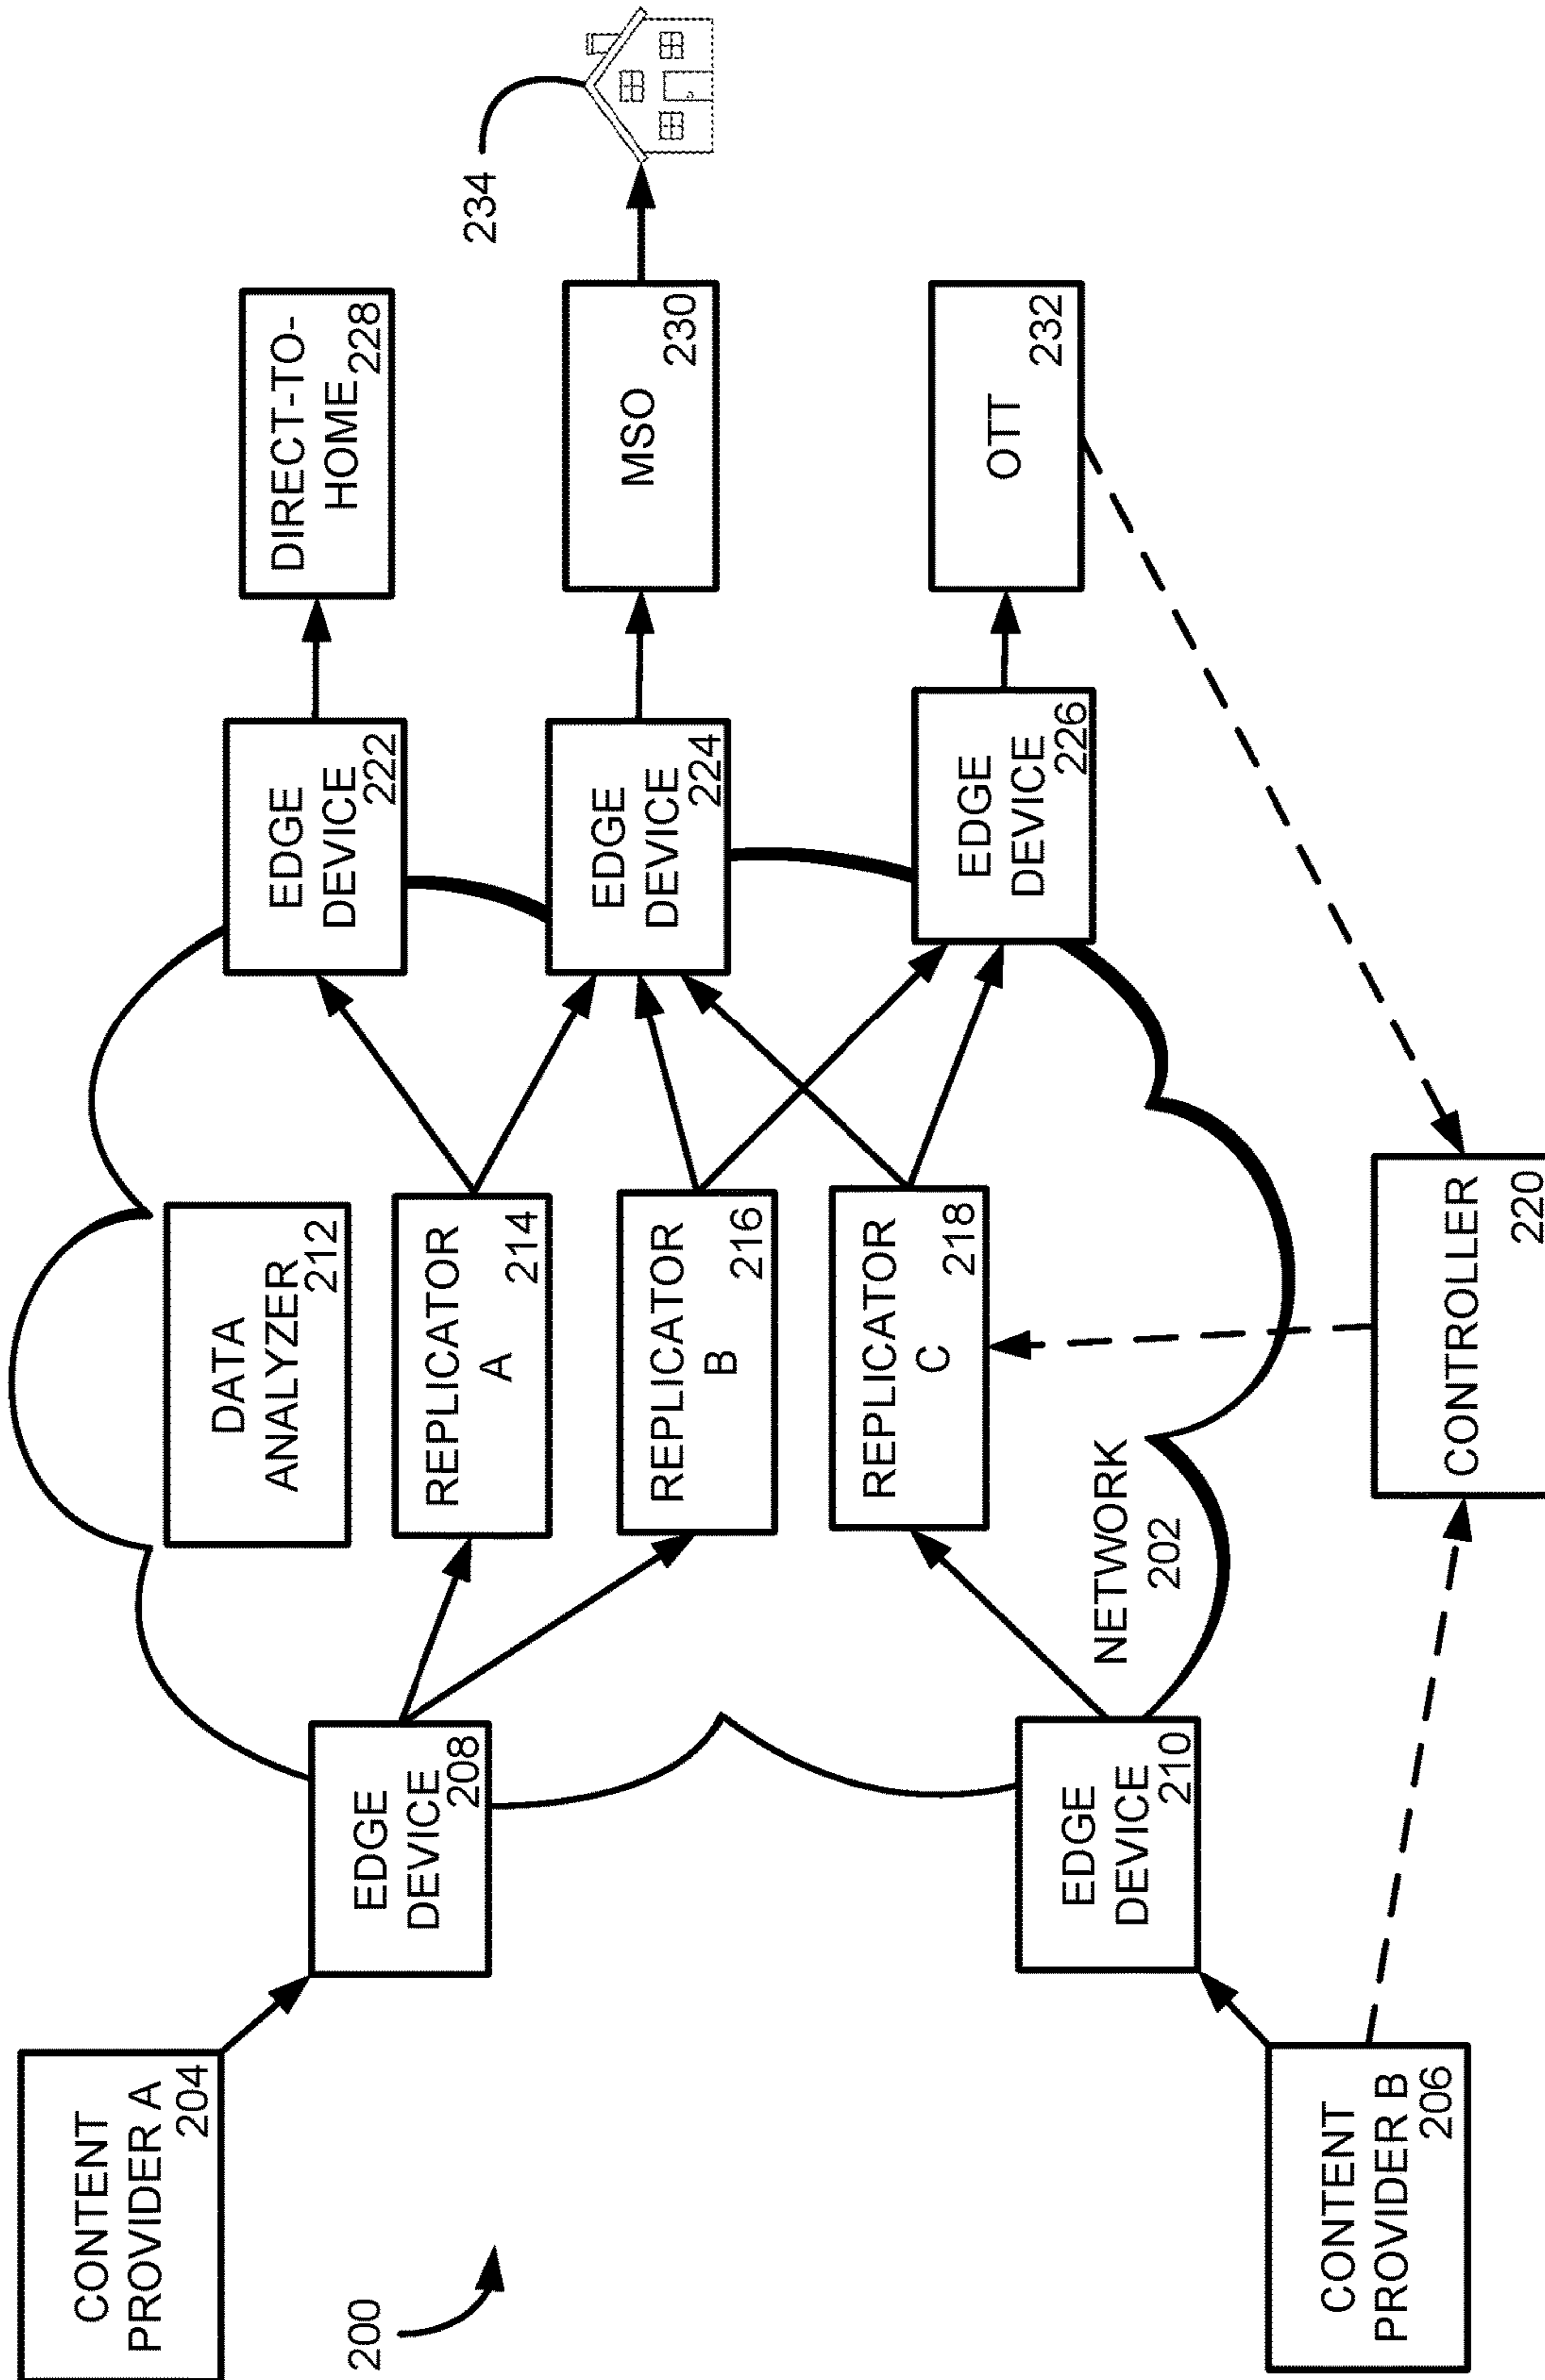 CONTENT
PROVIDER A
204
200
CONTENT
PROVIDER B
206
EDGE
DEVICE
208
EDGE
DEVICE
210
NETWORK
202
DATA
ANALYZER
212
REPLICATOR
A
214
REPLICATOR
B
216
REPLICATOR
C
218
CONTROLLER
220
EDGE
DEVICE
222
EDGE
DEVICE
224
EDGE
DEVICE
226
DIRECT-TO-
HOME
228
MSO
230
OTT
232
234